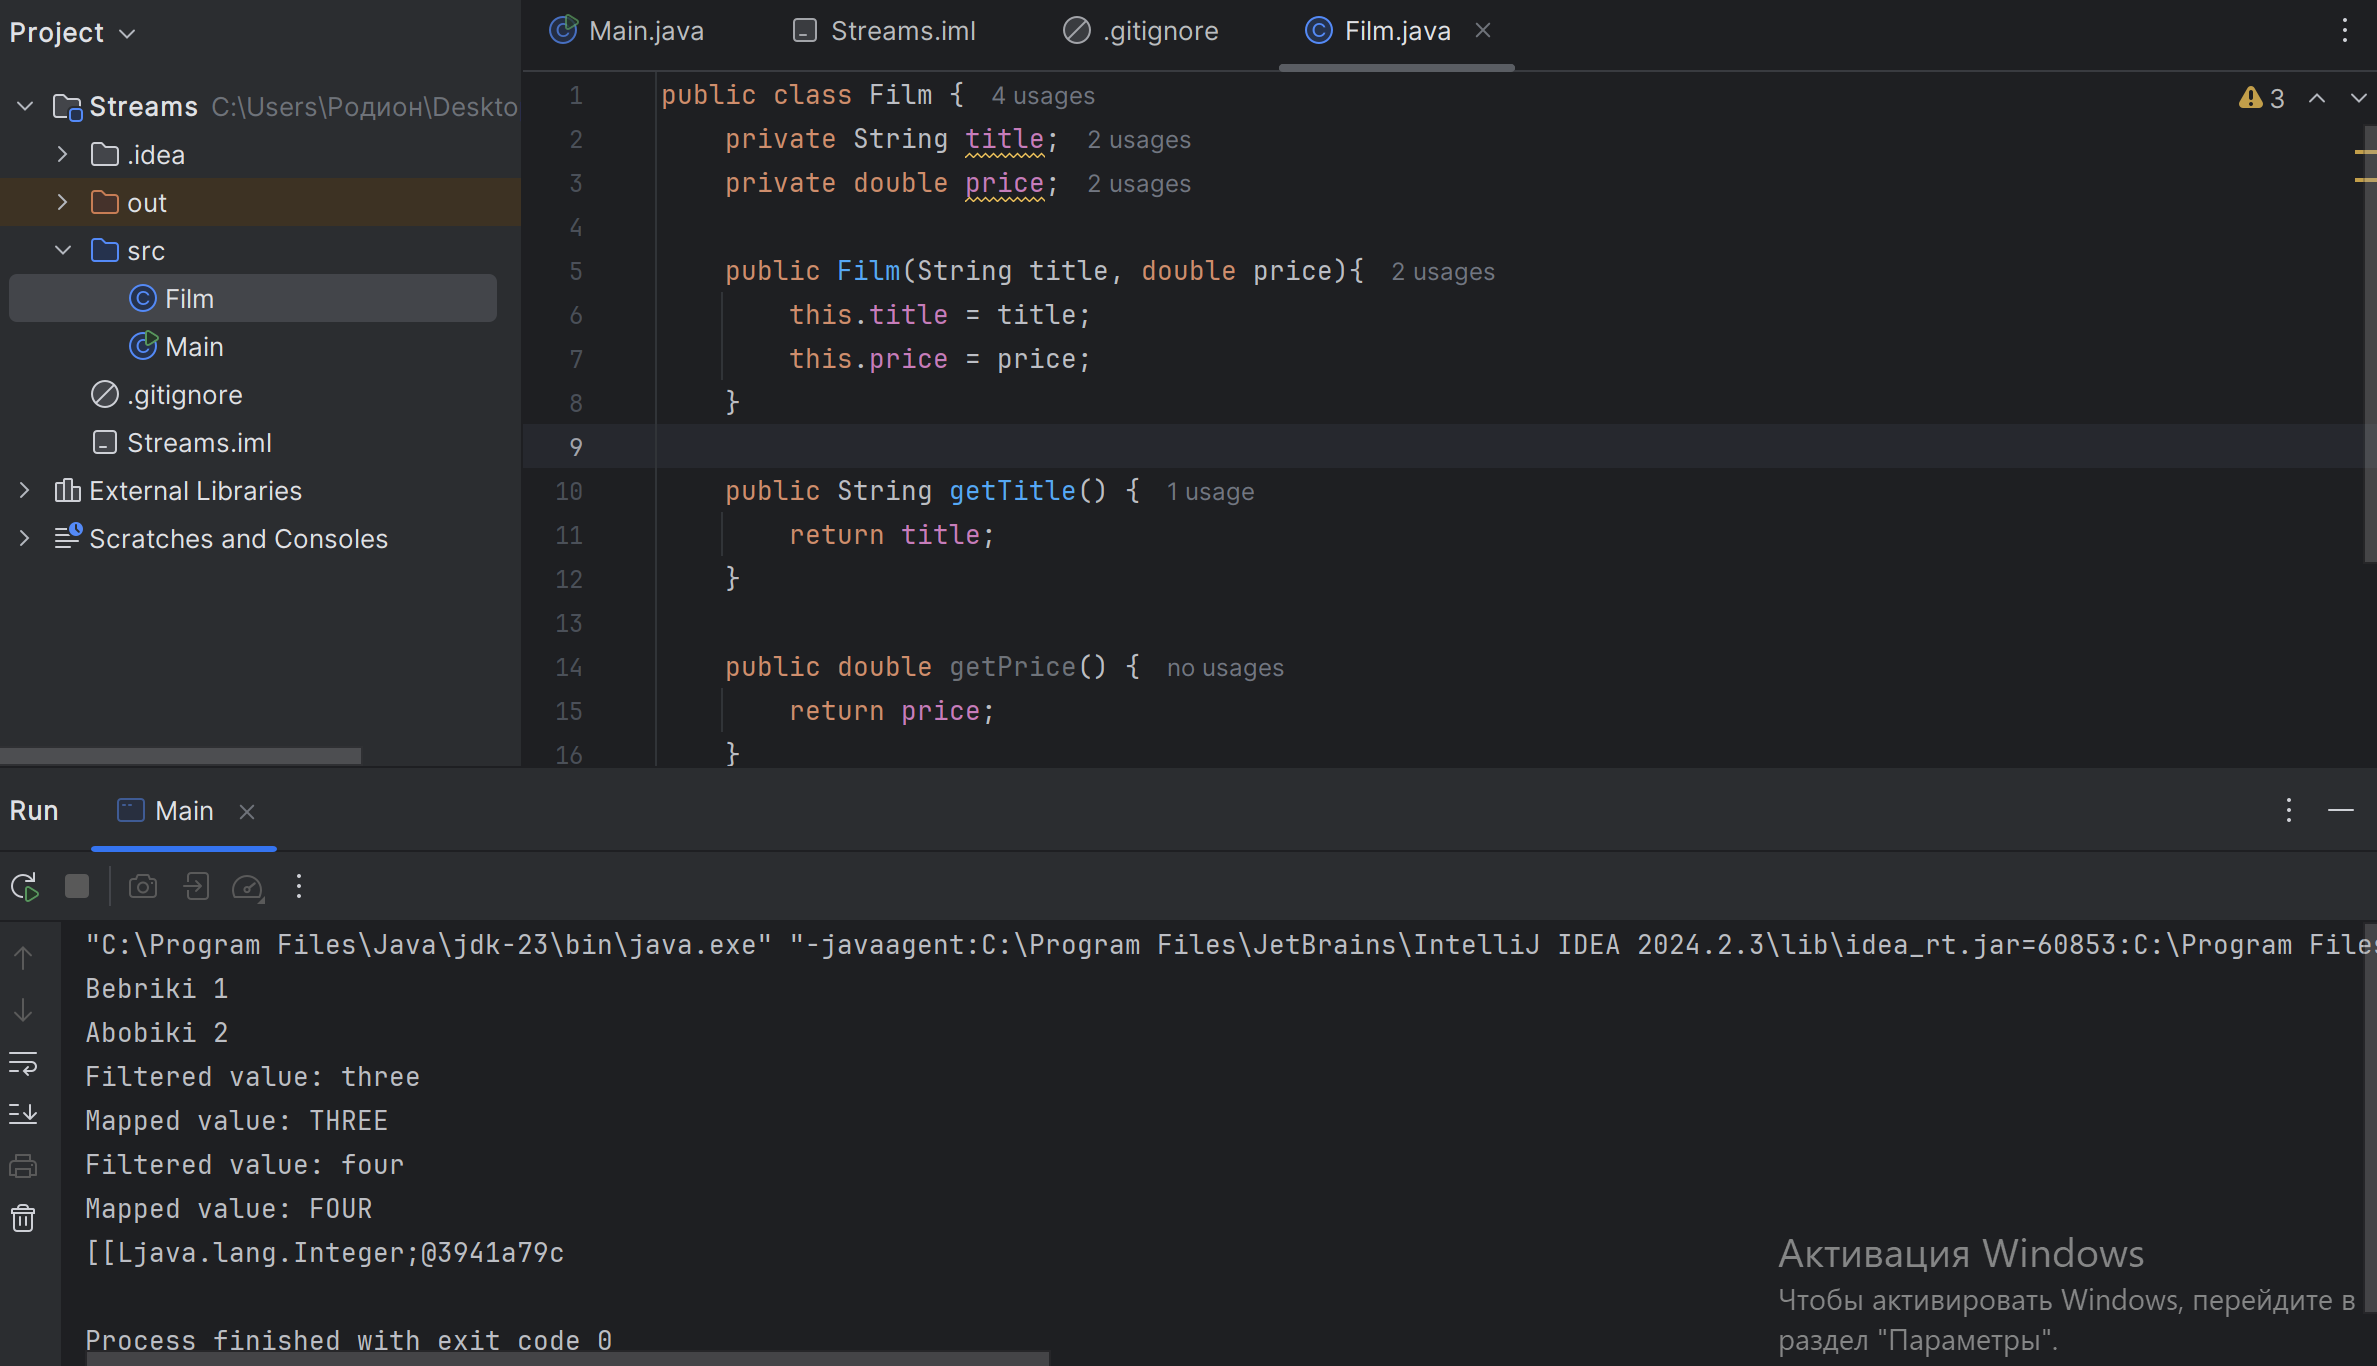 Project
Main.java
Streams.iml
.gitignore
Film.java
Streams C:\Users\Родион\Deskto
.idea
out
src
Film
Main
.gitignore
Streams.iml
External Libraries
Scratches and Consoles
3
1 public class Film { 4 usages
2 private String title; 2 usages
3 private double price; 2 usages
4
5 public Film(String title, double price){ 2 usages
6 this.title = title;
7 this.price = price;
8 }
9
10 public String getTitle() { 1 usage
11 return title;
12 }
13
14 public double getPrice() { no usages
15 return price;
16 }
Run
Main
"C:\Program Files\Java\jdk-23\bin\java.exe" "-javaagent:C:\Program Files\JetBrains\IntelliJ IDEA 2024.2.3\lib\idea_rt.jar=60853:C:\Program Files
Bebriki 1
Abobiki 2
Filtered value: three
Mapped value: THREE
Filtered value: four
Mapped value: FOUR
[[Ljava.lang.Integer;@3941a79c
Process finished with exit code 0
Активация Windows
Чтобы активировать Windows, перейдите в
раздел "Параметры".